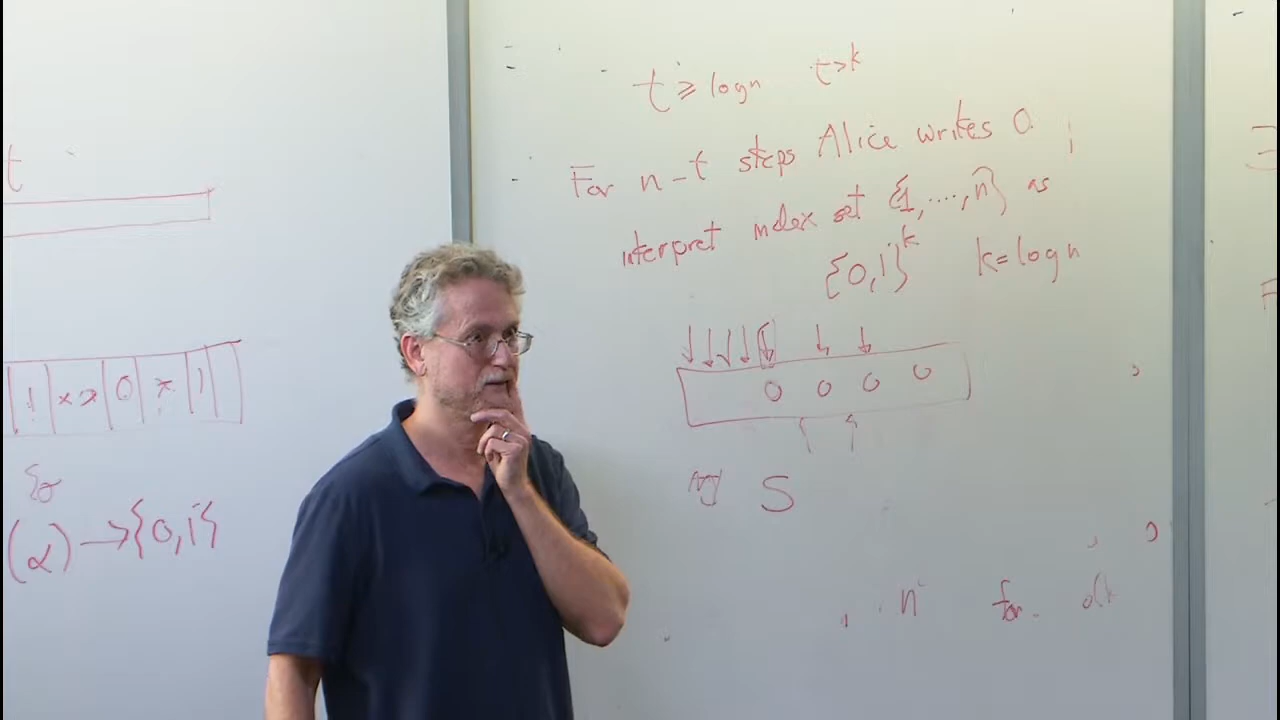 t
| 1 | * * | 0 | * | 1 |
(α) → {0,1}
t ≥ log n t > k
For n - t steps Alice writes 0 ;
interpret index set {1, ...., n} as
{0,1}^k k = log n
0 0 0 0
S
n for